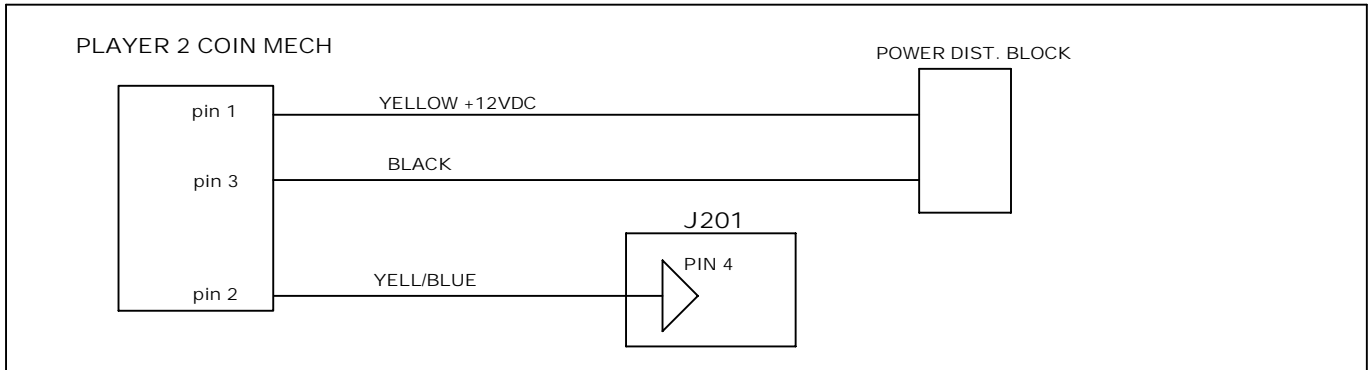 PLAYER 2 COIN MECH
POWER DIST. BLOCK
pin 1
YELLOW +12VDC
BLACK
pin 3
J201
PIN 4
YELL/BLUE
pin 2